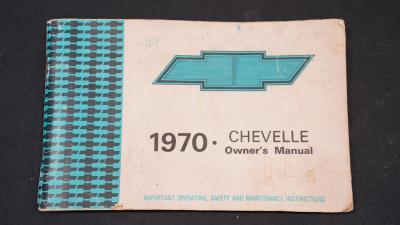 1970 • CHEVELLE
Owner's Manual
IMPORTANT OPERATING, SAFETY AND MAINTENANCE INSTRUCTIONS